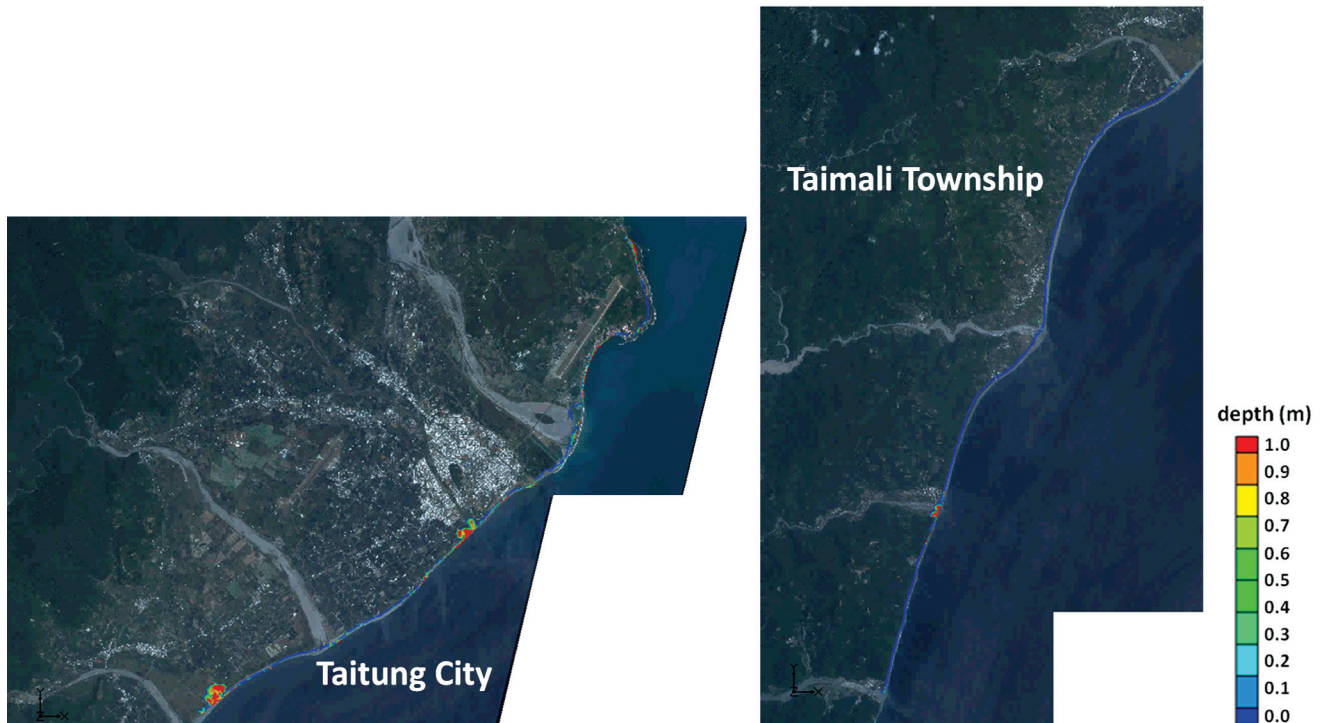 Taitung City
Taimali Township
depth (m)
1.0
0.9
0.8
0.7
0.6
0.5
0.4
0.3
0.2
0.1
0.0
Y
Z
X
Y
Z
X